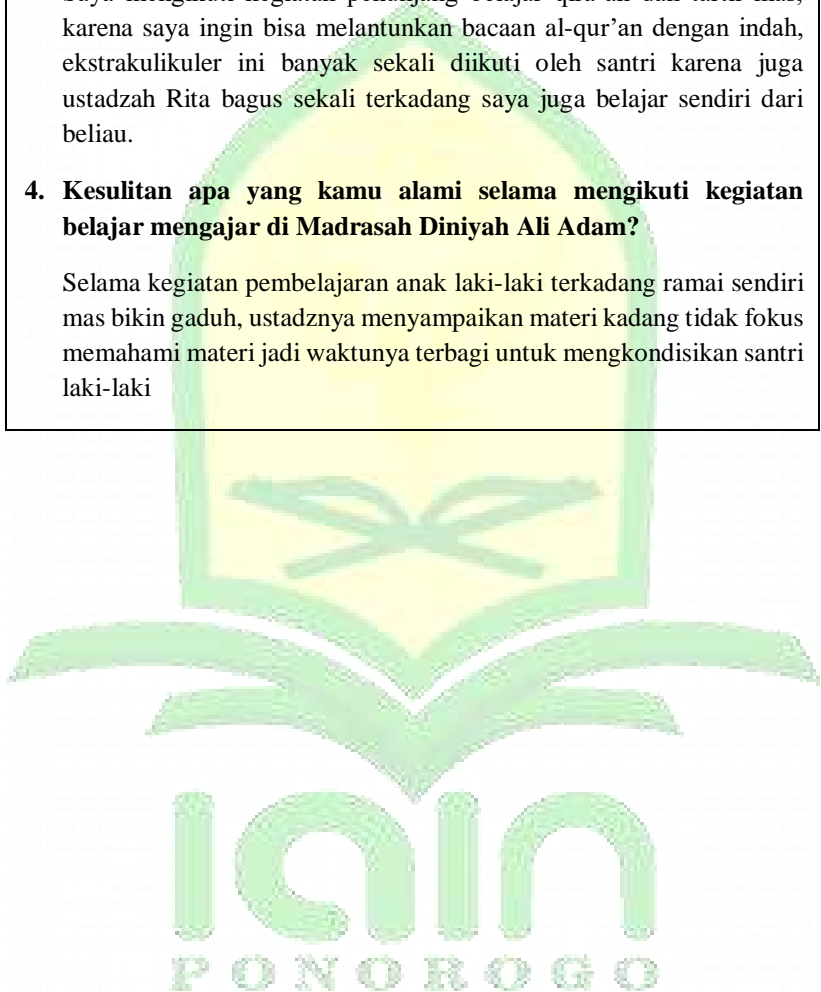 karena saya ingin bisa melantunkan bacaan al-qur'an dengan indah,
ekstrakulikuler ini banyak sekali diikuti oleh santri karena juga
ustadzah Rita bagus sekali terkadang saya juga belajar sendiri dari
beliau.
4. Kesulitan apa yang kamu alami selama mengikuti kegiatan
belajar mengajar di Madrasah Diniyah Ali Adam?
Selama kegiatan pembelajaran anak laki-laki terkadang ramai sendiri
mas bikin gaduh, ustadznya menyampaikan materi kadang tidak fokus
memahami materi jadi waktunya terbagi untuk mengkondisikan santri
laki-laki
iain
PONOROGO